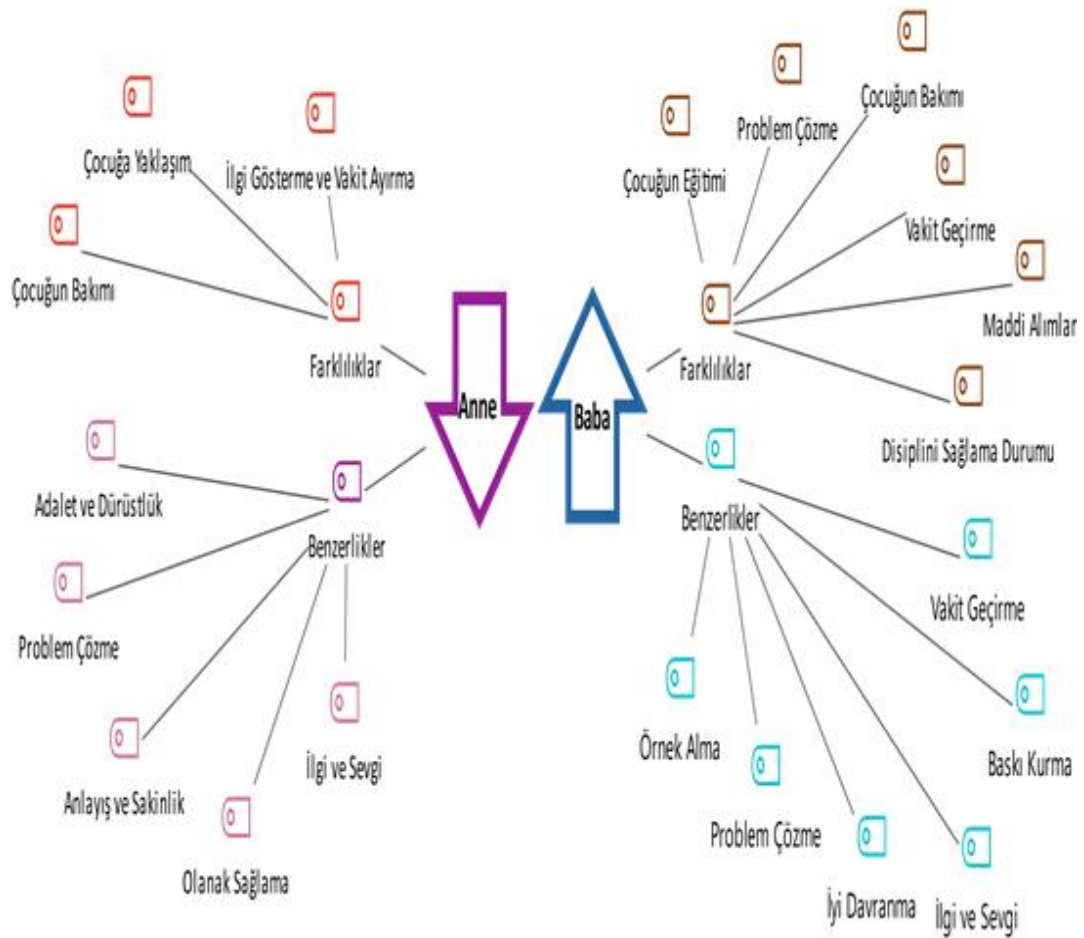 Çocuğa Yaklaşım
İlgi Gösterme ve Vakit Ayırma
Çocuğun Bakımı
Farklılıklar
Anne
Adalet ve Dürüstlük
Benzerlikler
Problem Çözme
Anlayış ve Sakinlik
Olanak Sağlama
İlgi ve Sevgi
Çocuğun Eğitimi
Problem Çözme
Çocuğun Bakımı
Vakit Geçirme
Maddi Alımlar
Farklılıklar
Baba
Disiplini Sağlama Durumu
Benzerlikler
Vakit Geçirme
Baskı Kurma
Örnek Alma
Problem Çözme
İyi Davranma
İlgi ve Sevgi